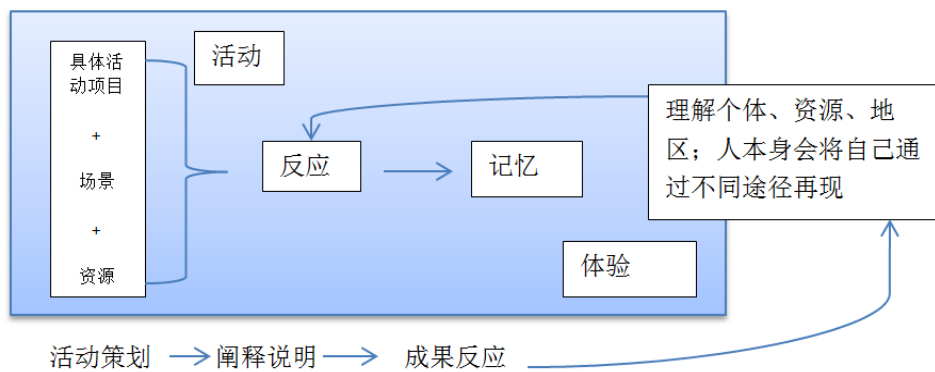 具体活
动项目
+
场景
+
资源
活动
反应
记忆
理解个体、资源、地
区；人本身会将自己通
过不同途径再现
体验
活动策划
阐释说明
成果反应